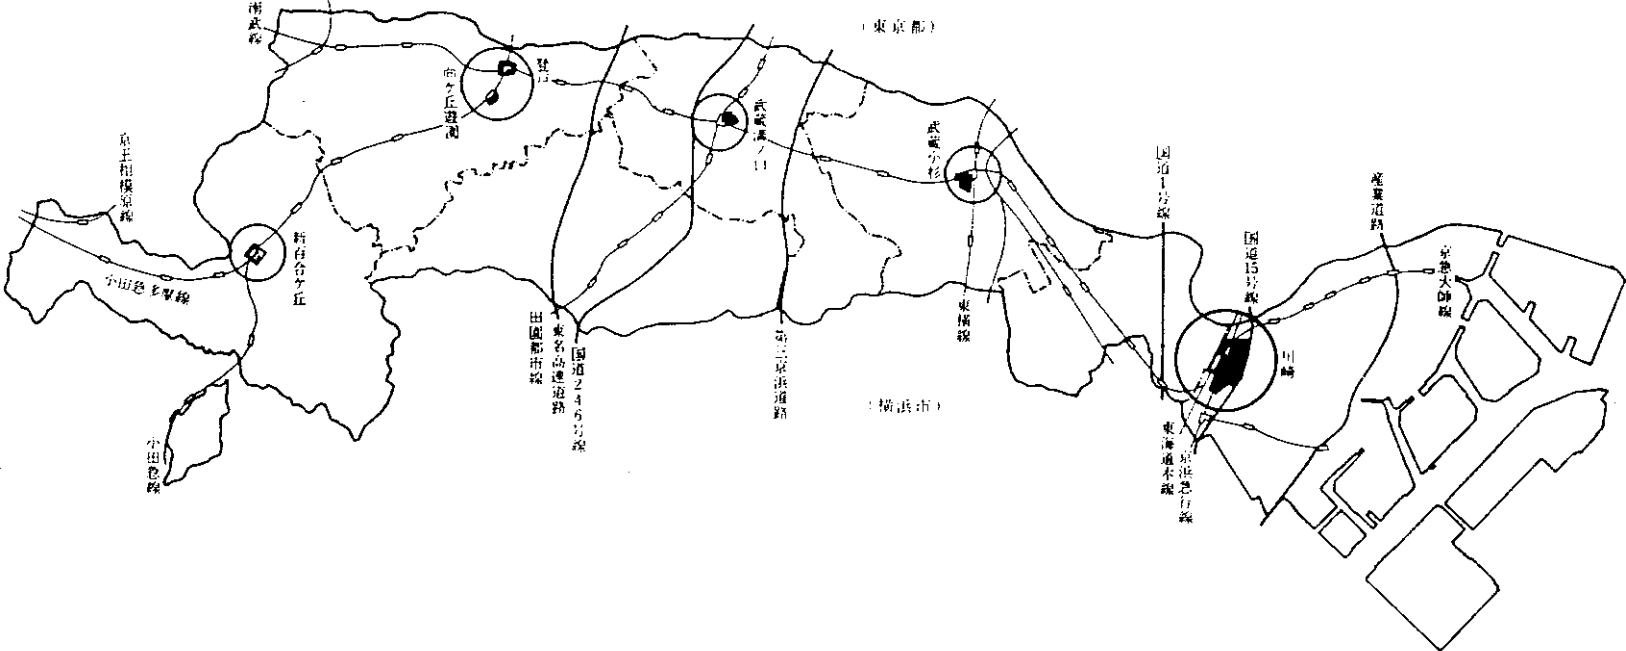 南武線
(東京都)
登戸
向ケ丘遊園
武蔵溝ノ口
武蔵小杉
京王相模原線
国道1号線
産業道路
新百合ケ丘
国道15号線
京急大師線
小田急多摩線
東横線
田園都市線
東名高速道路
国道246号線
第三京浜道路
川崎
(横浜市)
小田急線
東海道本線
京浜急行線